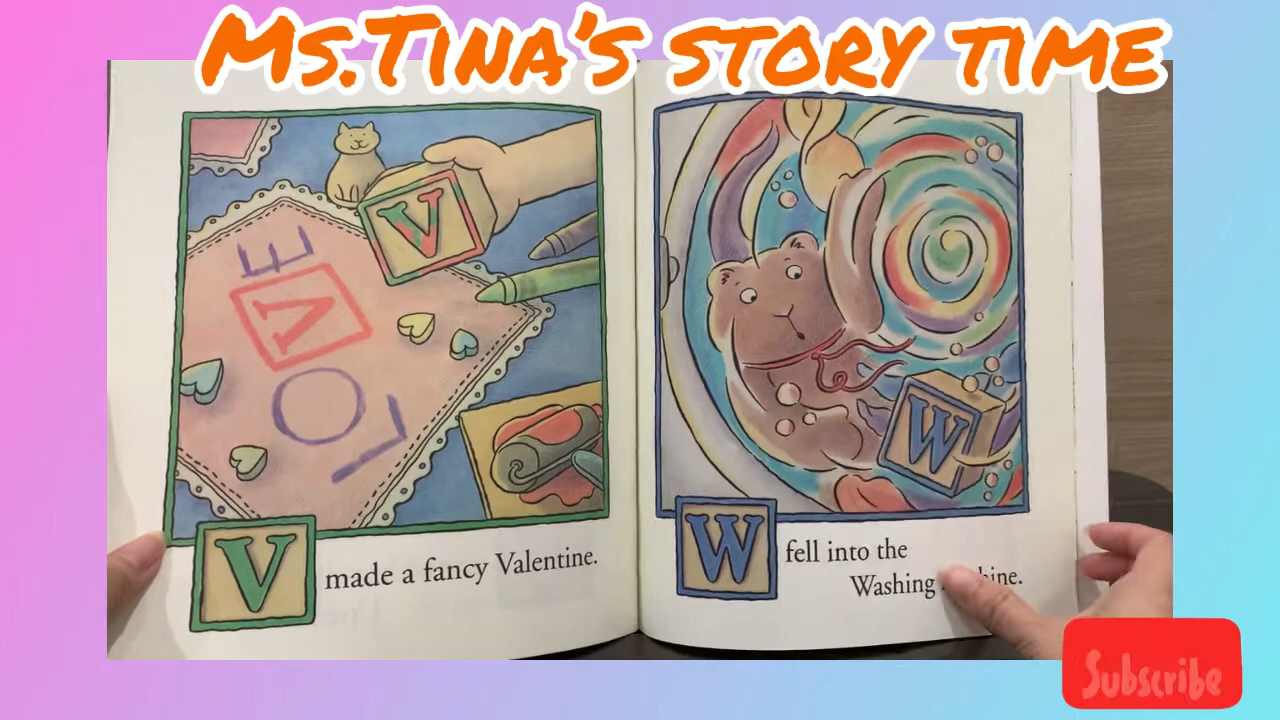 Ms.Tina's story time
LOVE
V
V made a fancy Valentine.
W
W fell into the
Washing
Subscribe